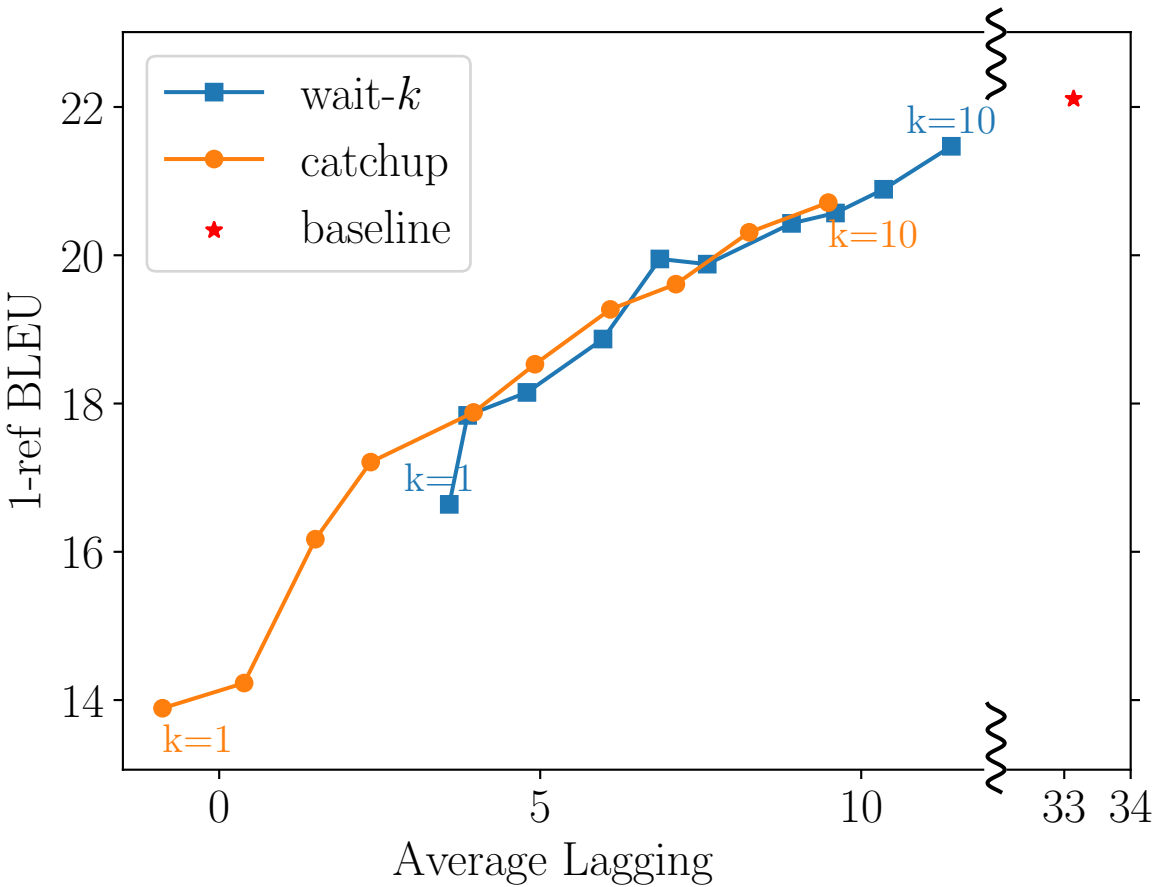 wait-k
catchup
baseline
k=10
k=10
k=1
k=1
22
20
18
16
14
1-ref BLEU
0 5 10 33 34
Average Lagging